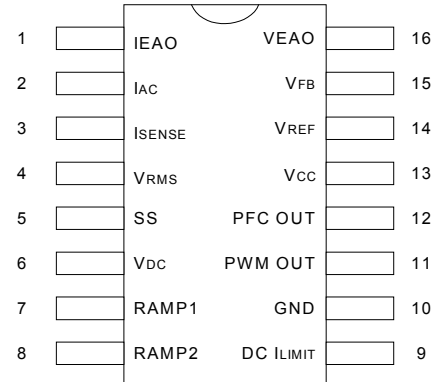 1 IEAO VEAO 16
2 IAC VFB 15
3 ISENSE VREF 14
4 VRMS VCC 13
5 SS PFC OUT 12
6 VDC PWM OUT 11
7 RAMP1 GND 10
8 RAMP2 DC ILIMIT 9